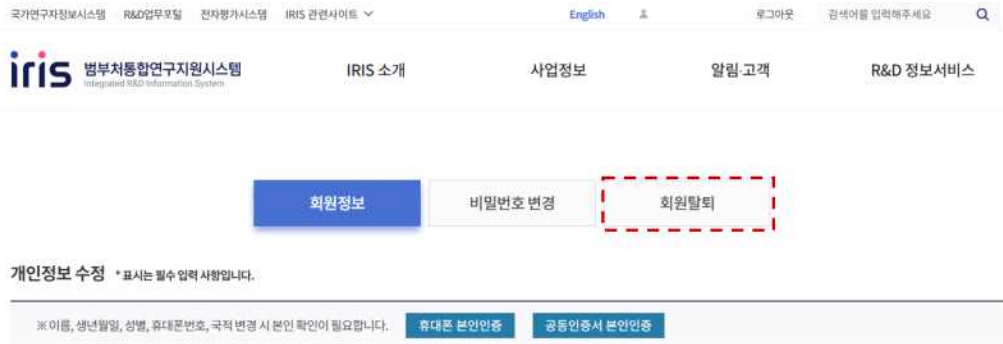 국가연구자정보시스템 R&D업무포털 전자평가시스템 IRIS 관련사이트 English 로그아웃 검색어를 입력해주세요
iris 범부처통합연구지원시스템 IRIS 소개 사업정보 알림·고객 R&D 정보서비스
Integrated R&D Information System
회원정보 비밀번호 변경 회원탈퇴
개인정보 수정 * 표시는 필수 입력 사항입니다.
※ 이름, 생년월일, 성별, 휴대폰번호, 국적 변경 시 본인 확인이 필요합니다. 휴대폰 본인인증 공동인증서 본인인증